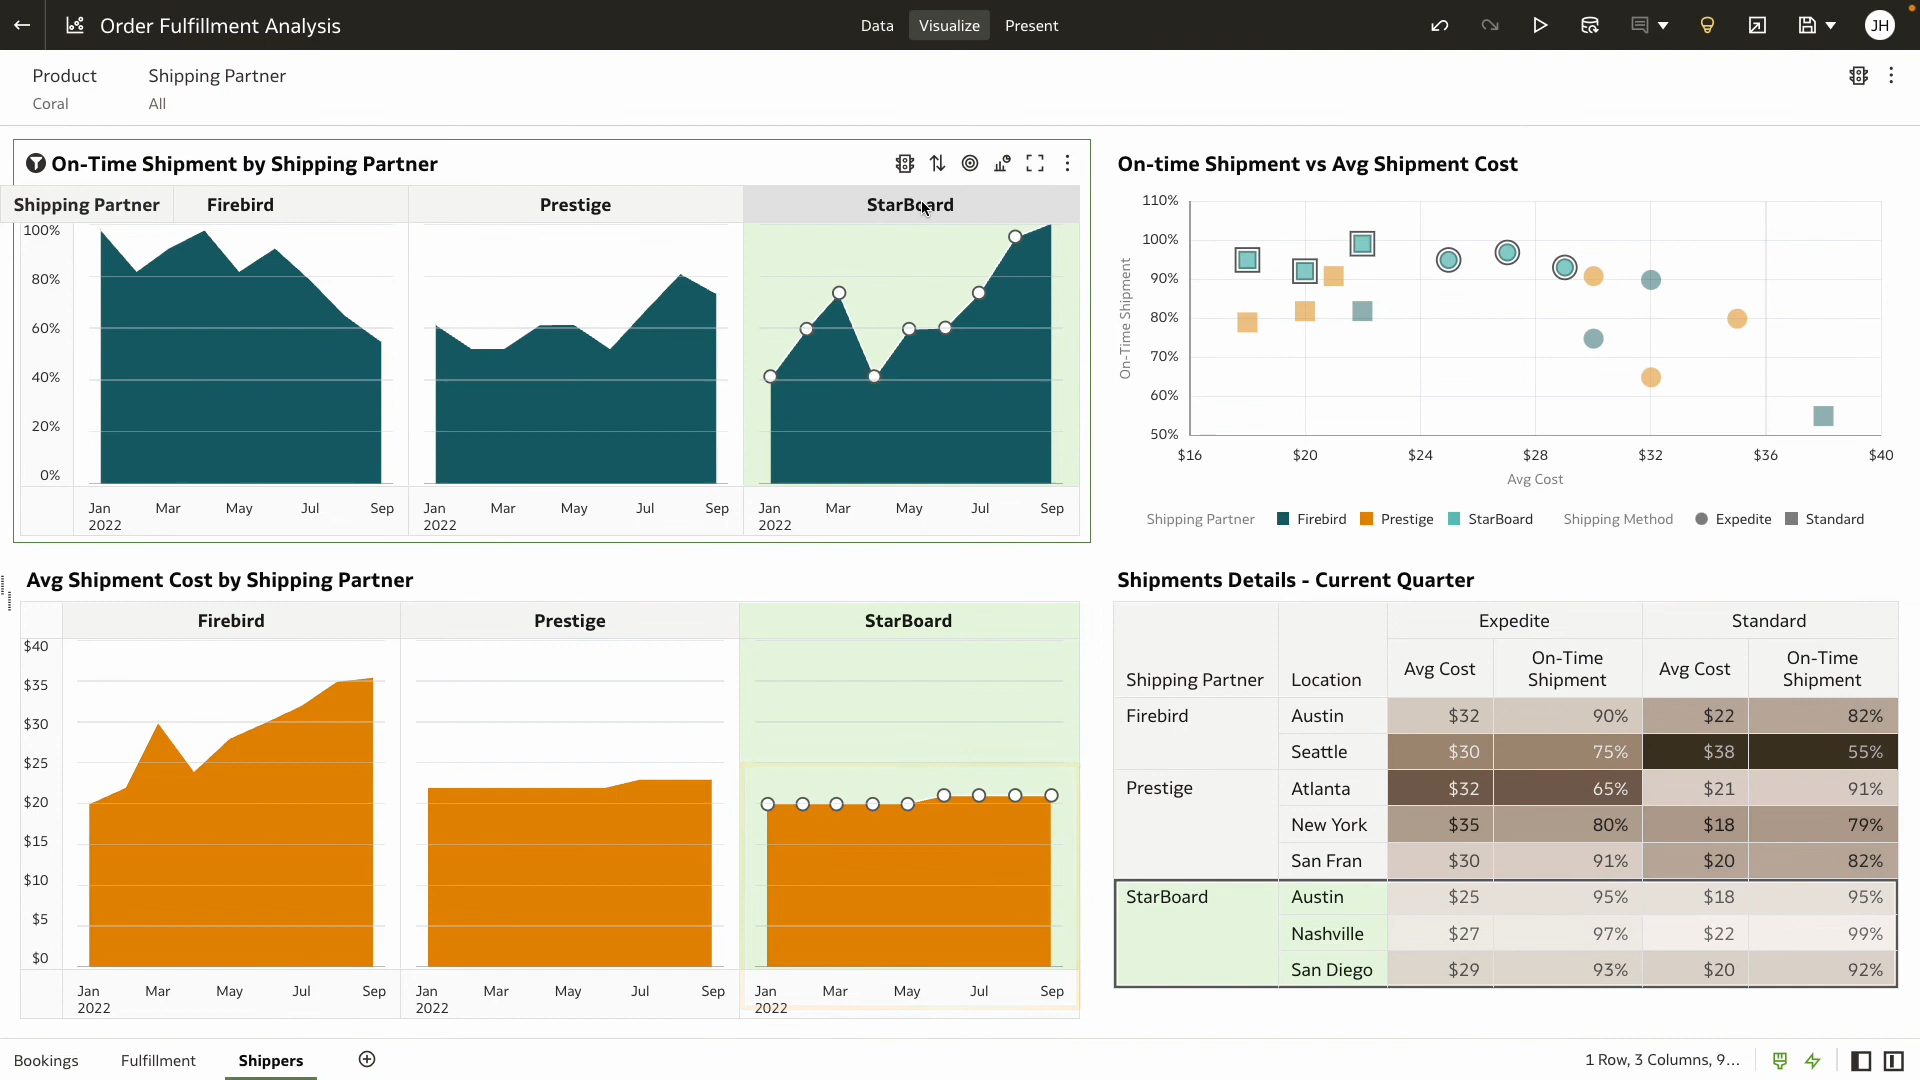 Order Fulfillment Analysis
Data Visualize Present
JH
Product Shipping Partner
Coral All
On-Time Shipment by Shipping Partner
Shipping Partner Firebird Prestige StarBoard
100%
80%
60%
40%
20%
0%
Jan Mar May Jul Sep Jan Mar May Jul Sep Jan Mar May Jul Sep
2022 2022 2022
On-time Shipment vs Avg Shipment Cost
On-Time Shipment
110%
100%
90%
80%
70%
60%
50%
$16 $20 $24 $28 $32 $36 $40
Avg Cost
Shipping Partner Firebird Prestige StarBoard Shipping Method Expedite Standard
Avg Shipment Cost by Shipping Partner
Firebird Prestige StarBoard
$40
$35
$30
$25
$20
$15
$10
$5
$0
Jan Mar May Jul Sep Jan Mar May Jul Sep Jan Mar May Jul Sep
2022 2022 2022
Shipments Details - Current Quarter
Expedite Standard
Shipping Partner Location Avg Cost On-Time Shipment Avg Cost On-Time Shipment
Firebird Austin $32 90% $22 82%
Seattle $30 75% $38 55%
Prestige Atlanta $32 65% $21 91%
New York $35 80% $18 79%
San Fran $30 91% $20 82%
StarBoard Austin $25 95% $18 95%
Nashville $27 97% $22 99%
San Diego $29 93% $20 92%
Bookings Fulfillment Shippers
1 Row, 3 Columns, 9...